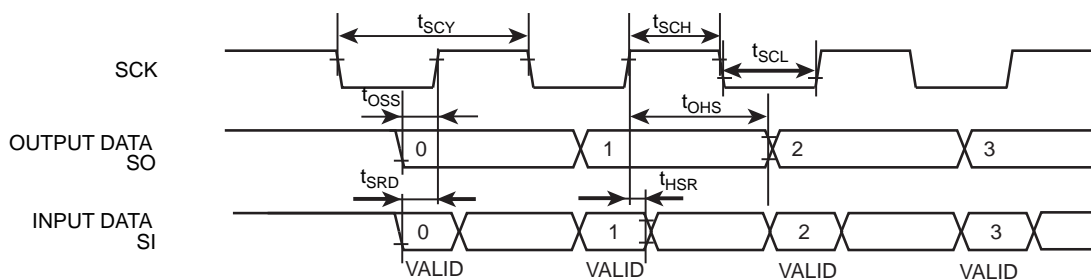 tSCY
tSCH
tSCL
SCK
tOSS
tOHS
OUTPUT DATA
SO
0
1
2
3
tSRD
tHSR
INPUT DATA
SI
0
1
2
3
VALID
VALID
VALID
VALID